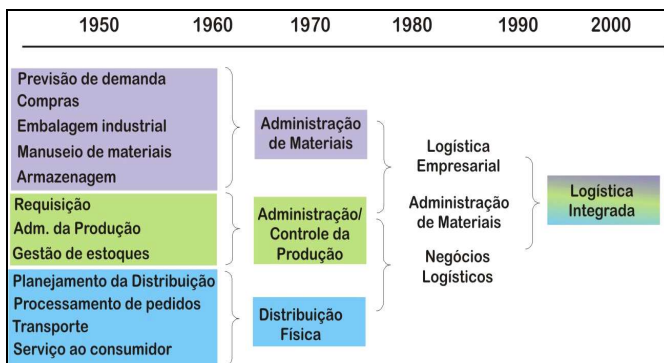 1950 1960 1970 1980 1990 2000
Previsão de demanda
Compras
Embalagem industrial
Manuseio de materiais
Armazenagem
Requisição
Adm. da Produção
Gestão de estoques
Planejamento da Distribuição
Processamento de pedidos
Transporte
Serviço ao consumidor
Administração
de Materiais
Administração/
Controle da
Produção
Distribuição
Física
Logística
Empresarial
Administração
de Materiais
Negócios
Logísticos
Logística
Integrada